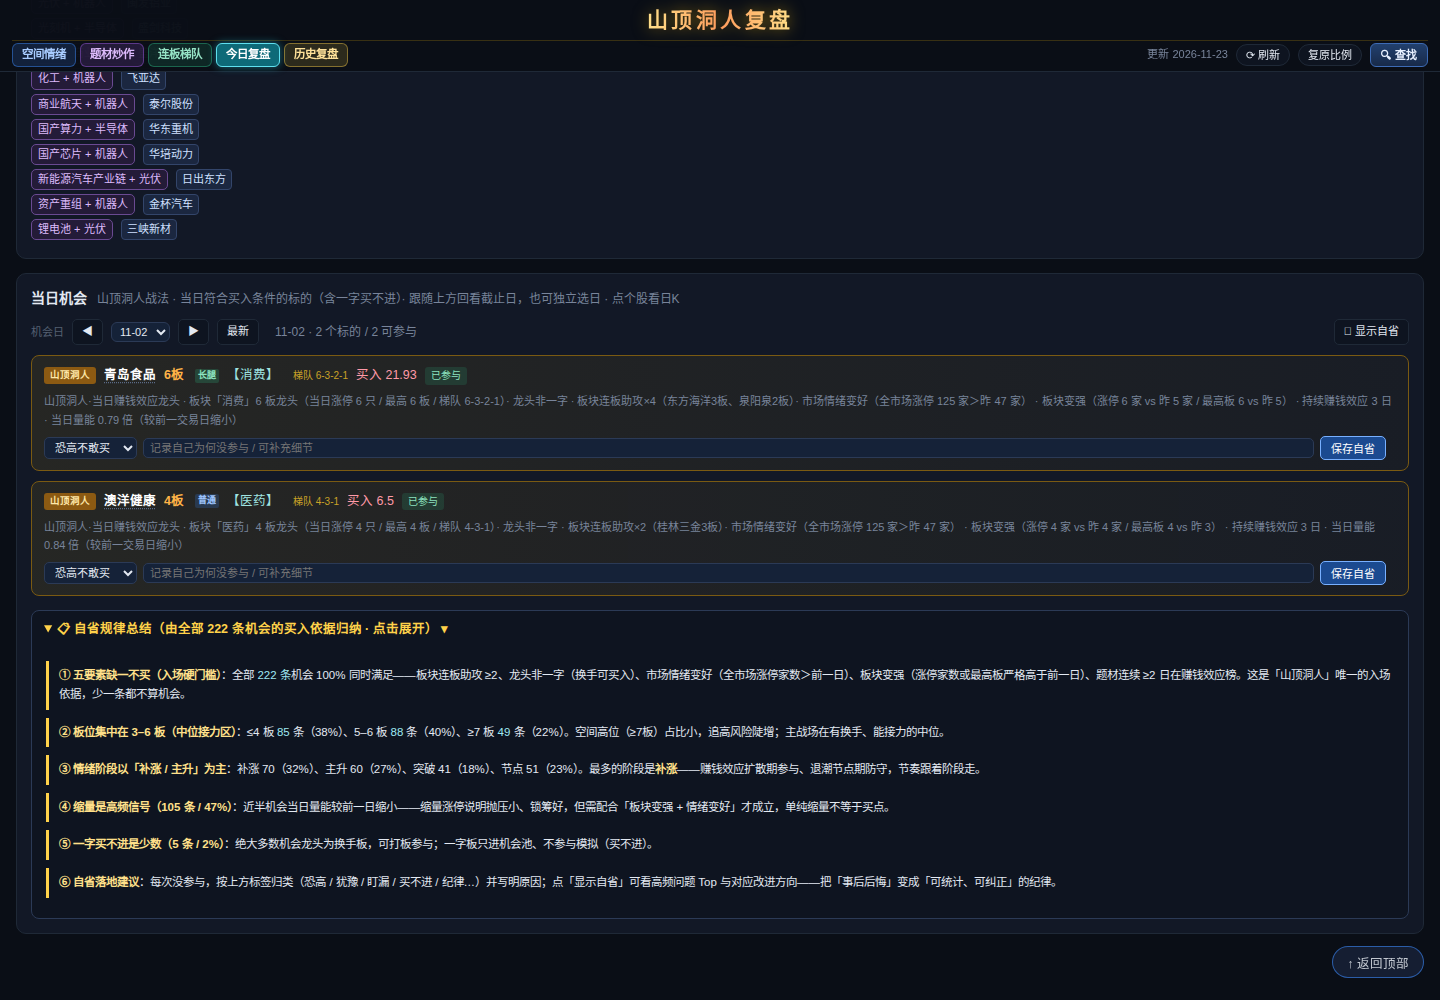 山顶洞人复盘
空间情绪 题材炒作 连板梯队 今日复盘 历史复盘 更新 2026-11-23 ⟳ 刷新 复原比例 🔍 查找
化工 + 机器人 飞亚达
商业航天 + 机器人 泰尔股份
国产算力 + 半导体 华东重机
国产芯片 + 机器人 华培动力
新能源汽车产业链 + 光伏 日出东方
资产重组 + 机器人 金杯汽车
锂电池 + 光伏 三峡新材
当日机会 山顶洞人战法 · 当日符合买入条件的标的（含一字买不进）· 跟随上方回看截止日，也可独立选日 · 点个股看日K
机会日 ◀ 11-02 ▶ 最新 11-02 · 2 个标的 / 2 可参与 显示自省
山顶洞人 青岛食品 6板 长腿 【消费】 梯队 6-3-2-1 买入 21.93 已参与
山顶洞人·当日赚钱效应龙头 · 板块「消费」6 板龙头（当日涨停 6 只 / 最高 6 板 / 梯队 6-3-2-1）· 龙头非一字 · 板块连板助攻×4（东方海洋3板、泉阳泉2板）· 市场情绪变好（全市场涨停 125 家＞昨 47 家） · 板块变强（涨停 6 家 vs 昨 5 家 / 最高板 6 vs 昨 5） · 持续赚钱效应 3 日
· 当日量能 0.79 倍（较前一交易日缩小）
恐高不敢买 记录自己为何没参与 / 可补充细节 保存自省
山顶洞人 澳洋健康 4板 普通 【医药】 梯队 4-3-1 买入 6.5 已参与
山顶洞人·当日赚钱效应龙头 · 板块「医药」4 板龙头（当日涨停 4 只 / 最高 4 板 / 梯队 4-3-1）· 龙头非一字 · 板块连板助攻×2（桂林三金3板）· 市场情绪变好（全市场涨停 125 家＞昨 47 家） · 板块变强（涨停 4 家 vs 昨 4 家 / 最高板 4 vs 昨 3） · 持续赚钱效应 3 日 · 当日量能
0.84 倍（较前一交易日缩小）
恐高不敢买 记录自己为何没参与 / 可补充细节 保存自省
▼ 📋 自省规律总结（由全部 222 条机会的买入依据归纳 · 点击展开） ▼
① 五要素缺一不买（入场硬门槛）：全部 222 条机会 100% 同时满足——板块连板助攻 ≥2、龙头非一字（换手可买入）、市场情绪变好（全市场涨停家数＞前一日）、板块变强（涨停家数或最高板严格高于前一日）、题材连续 ≥2 日在赚钱效应榜。这是「山顶洞人」唯一的入场
依据，少一条都不算机会。
② 板位集中在 3–6 板（中位接力区）：≤4 板 85 条（38%）、5–6 板 88 条（40%）、≥7 板 49 条（22%）。空间高位（≥7板）占比小，追高风险陡增；主战场在有换手、能接力的中位。
③ 情绪阶段以「补涨 / 主升」为主：补涨 70（32%）、主升 60（27%）、突破 41（18%）、节点 51（23%）。最多的阶段是补涨——赚钱效应扩散期参与、退潮节点期防守，节奏跟着阶段走。
④ 缩量是高频信号（105 条 / 47%）：近半机会当日量能较前一日缩小——缩量涨停说明抛压小、锁筹好，但需配合「板块变强 + 情绪变好」才成立，单纯缩量不等于买点。
⑤ 一字买不进是少数（5 条 / 2%）：绝大多数机会龙头为换手板，可打板参与；一字板只进机会池、不参与模拟（买不进）。
⑥ 自省落地建议：每次没参与，按上方标签归类（恐高 / 犹豫 / 盯漏 / 买不进 / 纪律…）并写明原因；点「显示自省」可看高频问题 Top 与对应改进方向——把「事后后悔」变成「可统计、可纠正」的纪律。
↑ 返回顶部